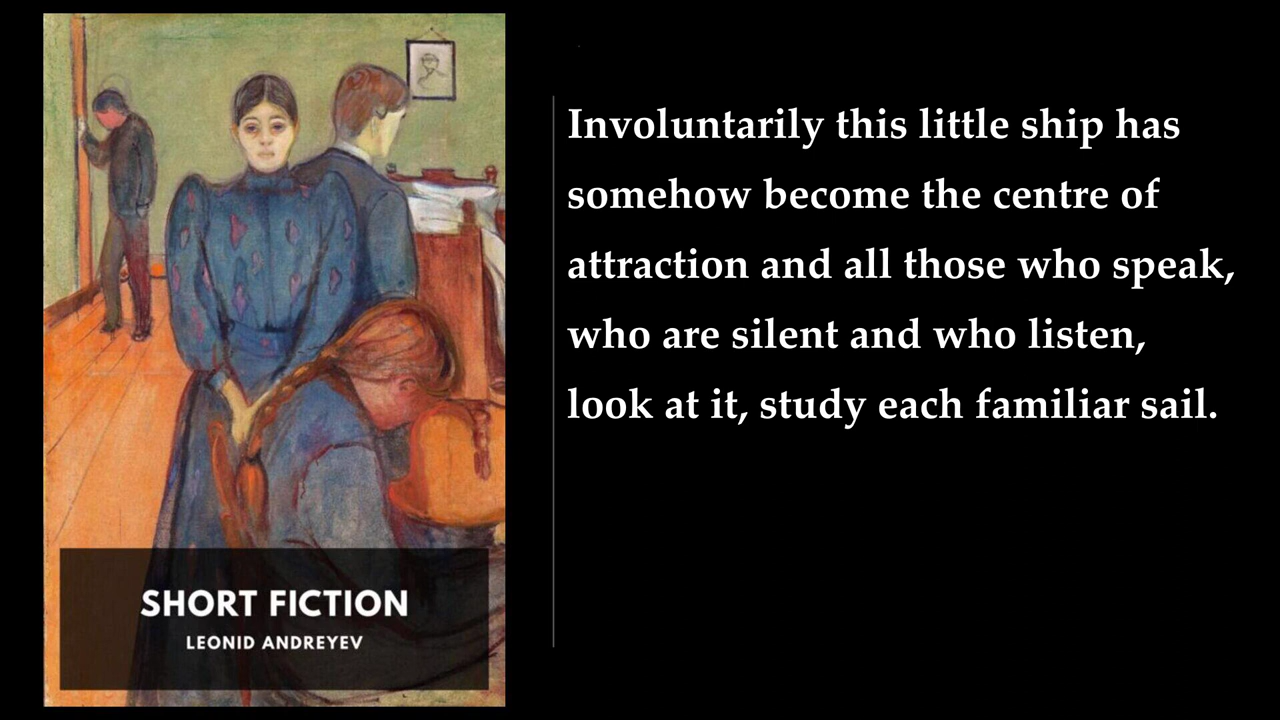 Involuntarily this little ship has
somehow become the centre of
attraction and all those who speak,
who are silent and who listen,
look at it, study each familiar sail.
SHORT FICTION
LEONID ANDREYEV